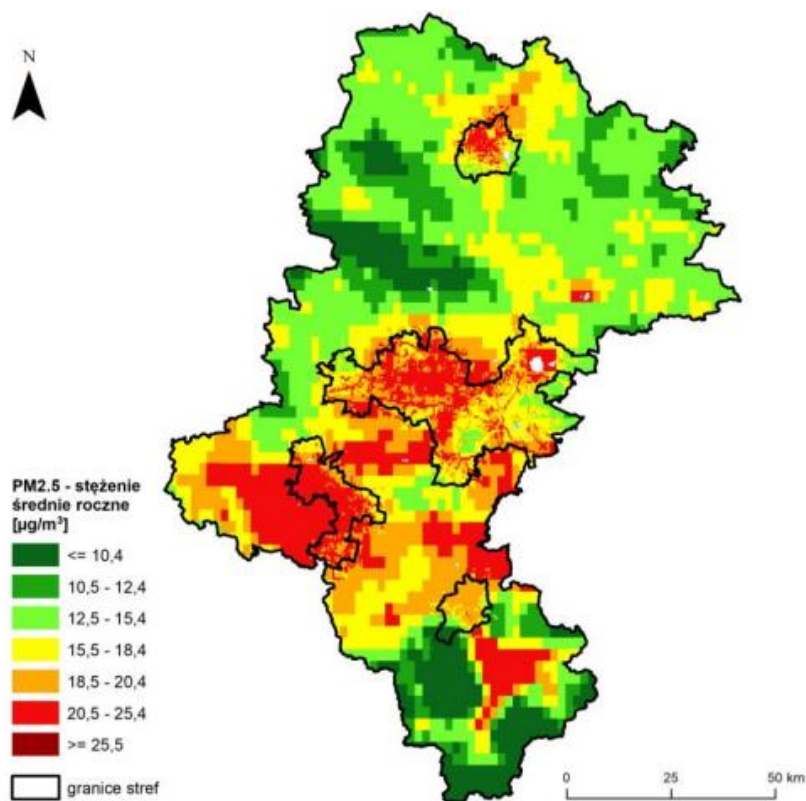 N
PM2.5 - stężenie
średnie roczne
[µg/m³]
<= 10,4
10,5 - 12,4
12,5 - 15,4
15,5 - 18,4
18,5 - 20,4
20,5 - 25,4
>= 25,5
granice stref
0 25 50 km